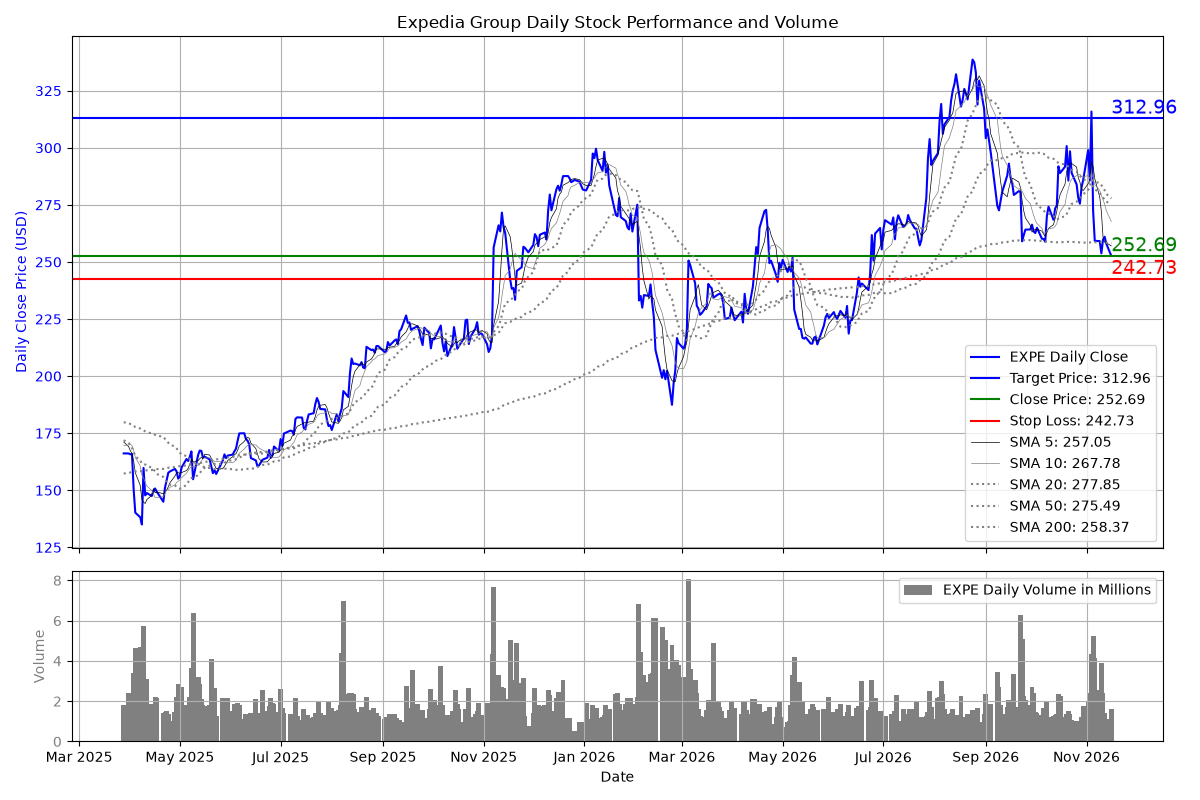 Expedia Group Daily Stock Performance and Volume
Daily Close Price (USD)
325
300
275
250
225
200
175
150
125
312.96
252.69
242.73
EXPE Daily Close
Target Price: 312.96
Close Price: 252.69
Stop Loss: 242.73
SMA 5: 257.05
SMA 10: 267.78
SMA 20: 277.85
SMA 50: 275.49
SMA 200: 258.37
Volume
8
6
4
2
0
EXPE Daily Volume in Millions
Mar 2025 May 2025 Jul 2025 Sep 2025 Nov 2025 Jan 2026 Mar 2026 May 2026 Jul 2026 Sep 2026 Nov 2026
Date